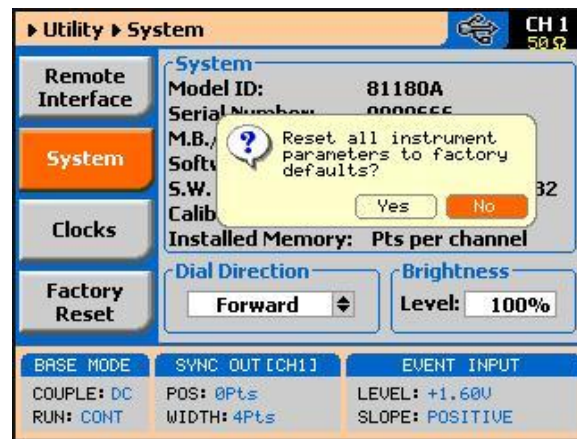 Utility System
CH 1
50 Ω
Remote
Interface
System
Clocks
Factory
Reset
System
Model ID: 81180A
Serial
M.B./
Softw
S.W.
Calib
Installed Memory: Pts per channel
Reset all instrument
parameters to factory
defaults?
Yes No
Dial Direction
Forward
Brightness
Level: 100%
BASE MODE
COUPLE: DC
RUN: CONT
SYNC OUT [CH1]
POS: 0Pts
WIDTH: 4Pts
EVENT INPUT
LEVEL: +1.60V
SLOPE: POSITIVE